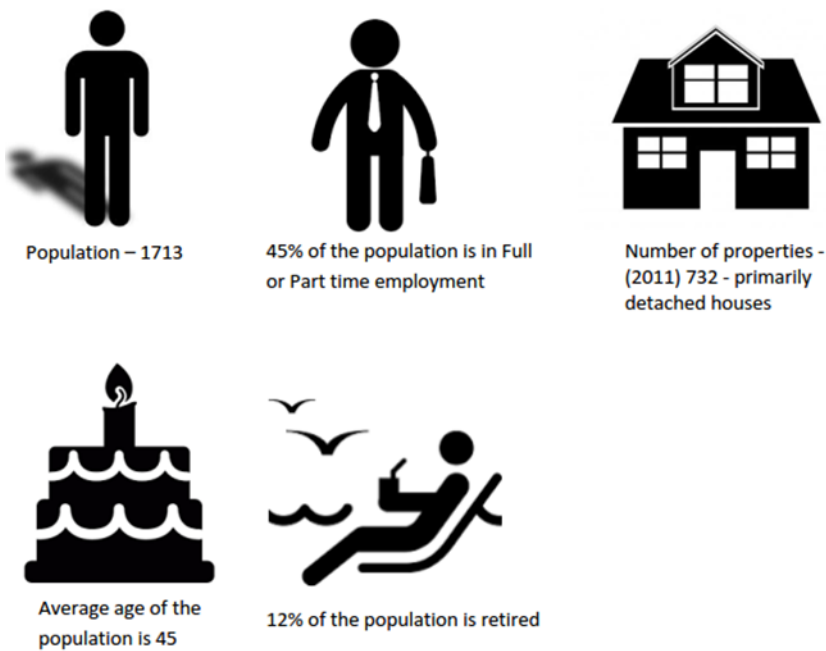 Population – 1713
45% of the population is in Full
or Part time employment
Number of properties -
(2011) 732 - primarily
detached houses
Average age of the
population is 45
12% of the population is retired